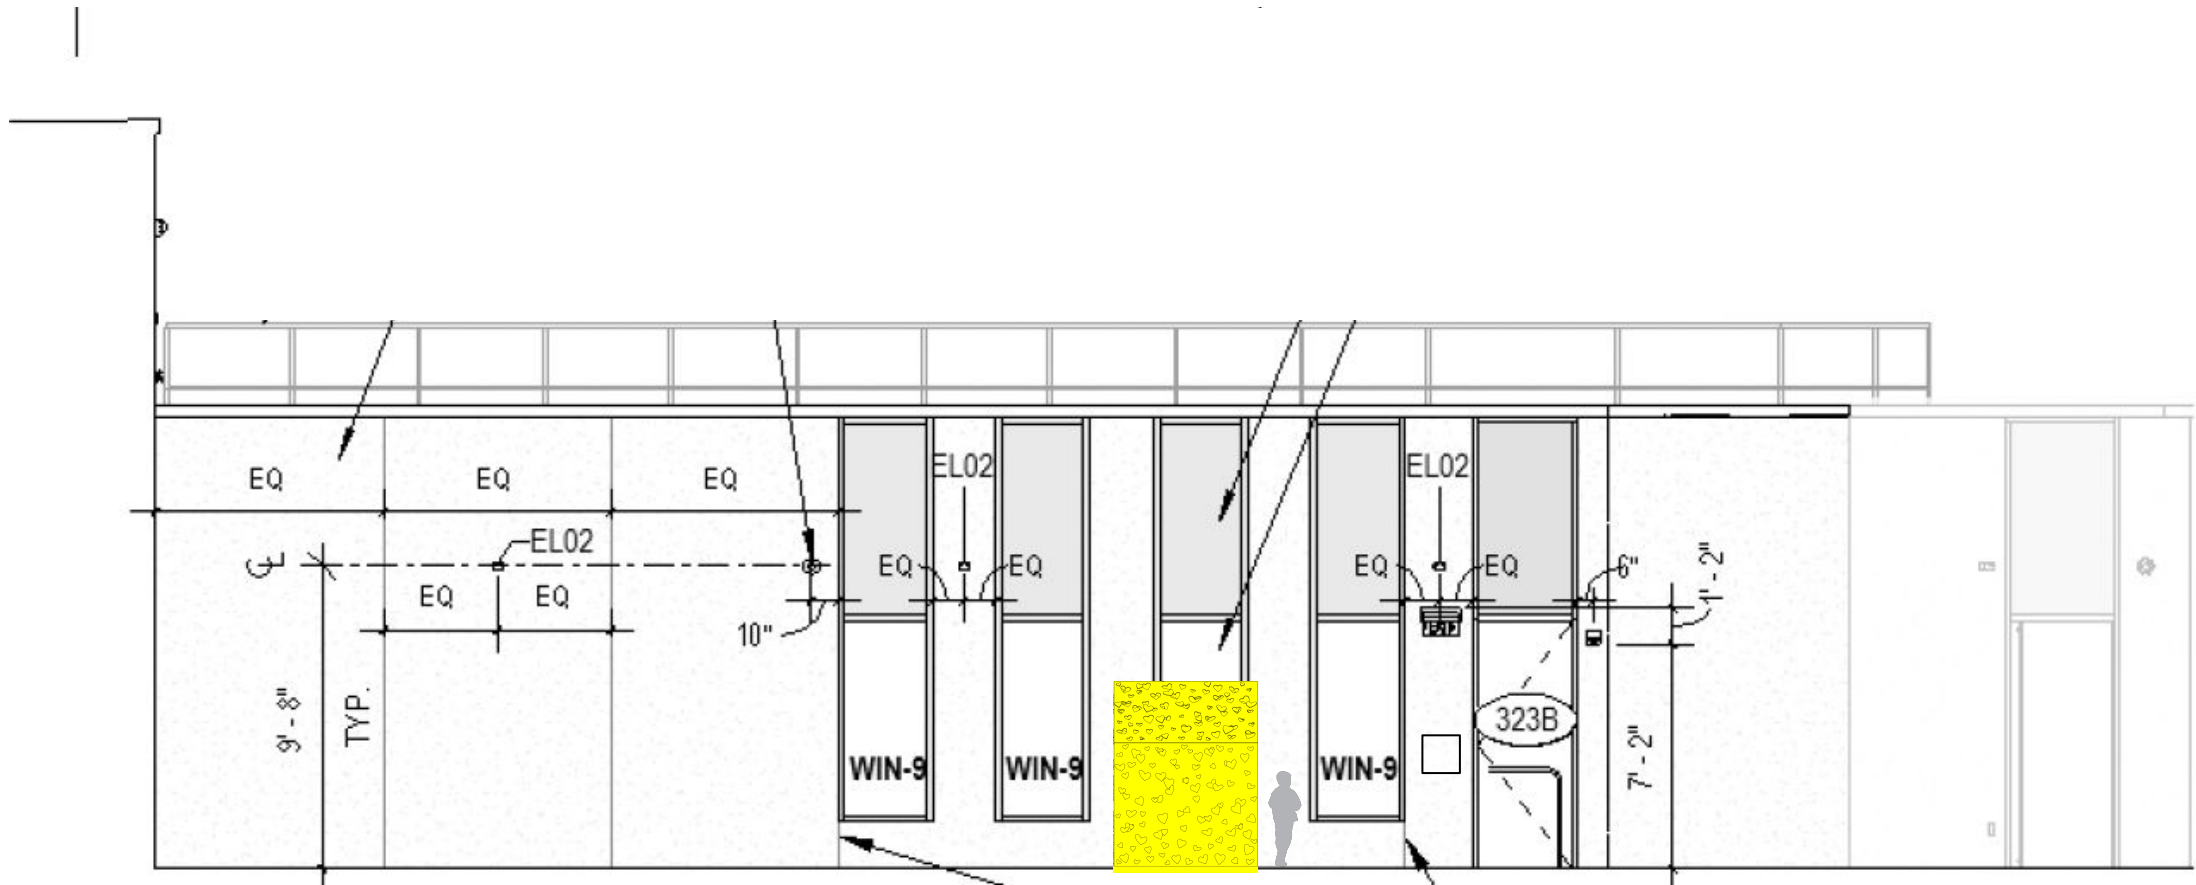 EQ
EQ
EQ
EL02
EL02
EL02
EQ
EQ
EQ
EQ
6"
1'-2"
EQ
EQ
10"
9'-8"
TYP.
323B
7'-2"
WIN-9
WIN-9
WIN-9